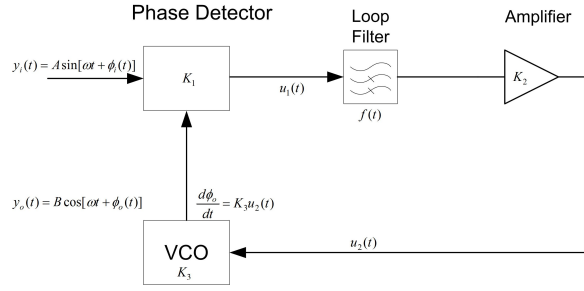 Phase Detector
Loop
Filter
Amplifier
y_i(t) = A sin[ωt + ϕ_i(t)]
K_1
u_1(t)
f(t)
K_2
y_o(t) = B cos[ωt + ϕ_o(t)]
dϕ_o/dt = K_3u_2(t)
VCO
K_3
u_2(t)